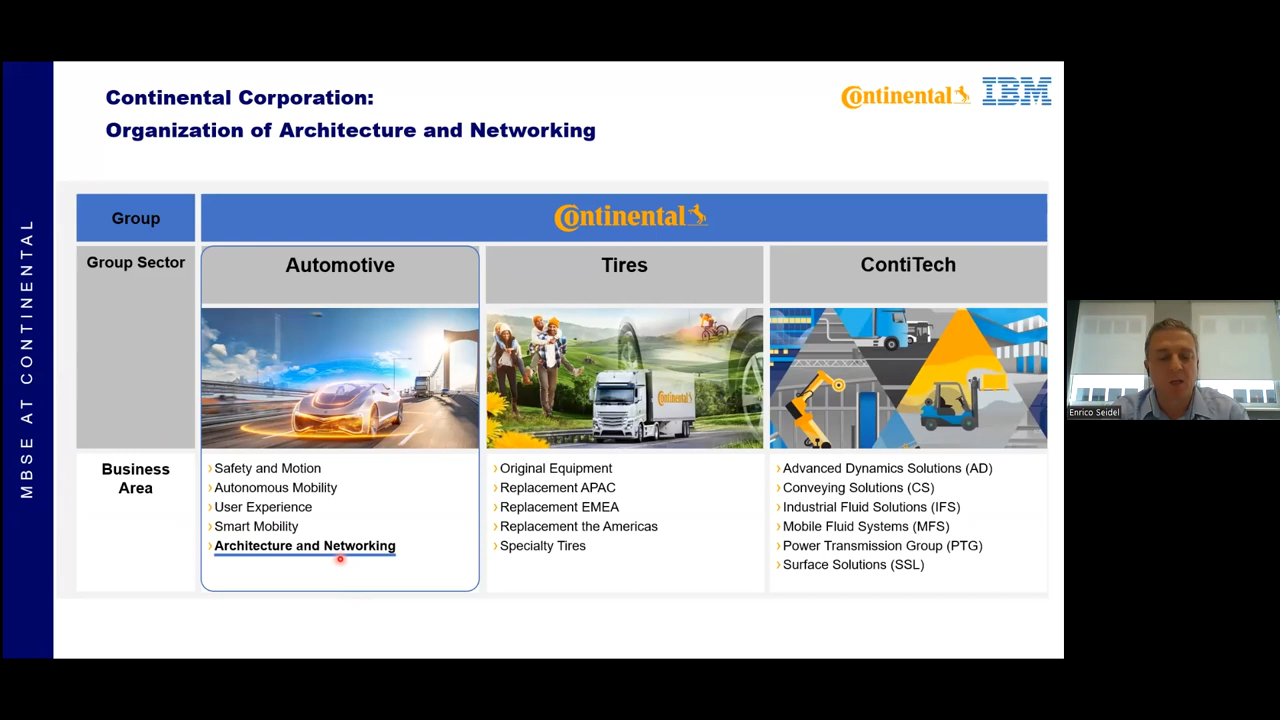 Continental Corporation:
Organization of Architecture and Networking
Continental
IBM
MBSE AT CONTINENTAL
Group
Continental
Group Sector
Automotive
Tires
ContiTech
Continental
Business
Area
›Safety and Motion
›Autonomous Mobility
›User Experience
›Smart Mobility
›Architecture and Networking
›Original Equipment
›Replacement APAC
›Replacement EMEA
›Replacement the Americas
›Specialty Tires
›Advanced Dynamics Solutions (AD)
›Conveying Solutions (CS)
›Industrial Fluid Solutions (IFS)
›Mobile Fluid Systems (MFS)
›Power Transmission Group (PTG)
›Surface Solutions (SSL)
Enrico Seidel